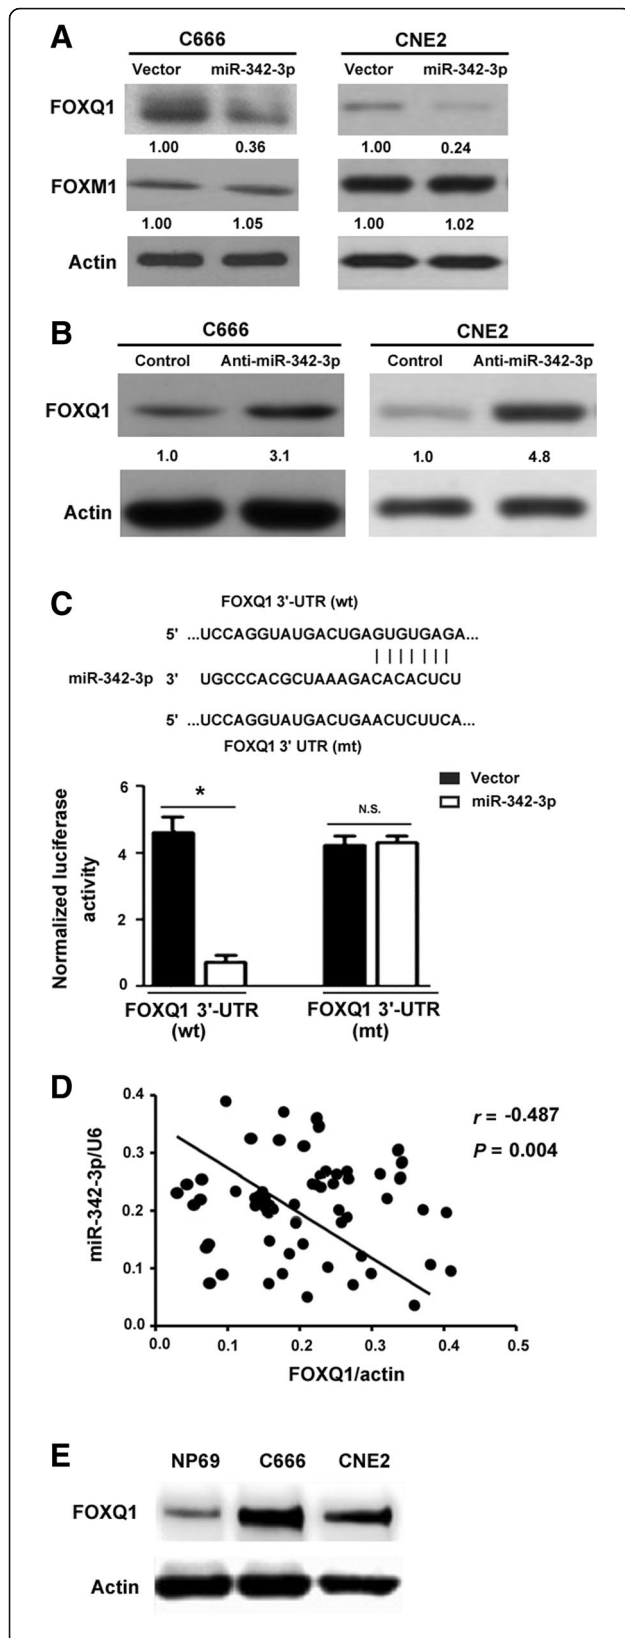 A
C666 CNE2
Vector miR-342-3p Vector miR-342-3p
FOXQ1
1.00 0.36 1.00 0.24
FOXM1
1.00 1.05 1.00 1.02
Actin
B
C666 CNE2
Control Anti-miR-342-3p Control Anti-miR-342-3p
FOXQ1
1.0 3.1 1.0 4.8
Actin
C
FOXQ1 3'-UTR (wt)
5' ...UCCAGGUAUGACUGAGUGUGAGA...
miR-342-3p 3' UGCCCACGCUAAAGACACACUCU
5' ...UCCAGGUAUGACUGAACUCUUCA...
FOXQ1 3' UTR (mt)
Vector
miR-342-3p
* N.S.
Normalized luciferase
activity
6
4
2
0
FOXQ1 3'-UTR FOXQ1 3'-UTR
(wt) (mt)
D
r = -0.487
P = 0.004
miR-342-3p/U6
0.4
0.3
0.2
0.1
0.0
0.0 0.1 0.2 0.3 0.4 0.5
FOXQ1/actin
E
NP69 C666 CNE2
FOXQ1
Actin